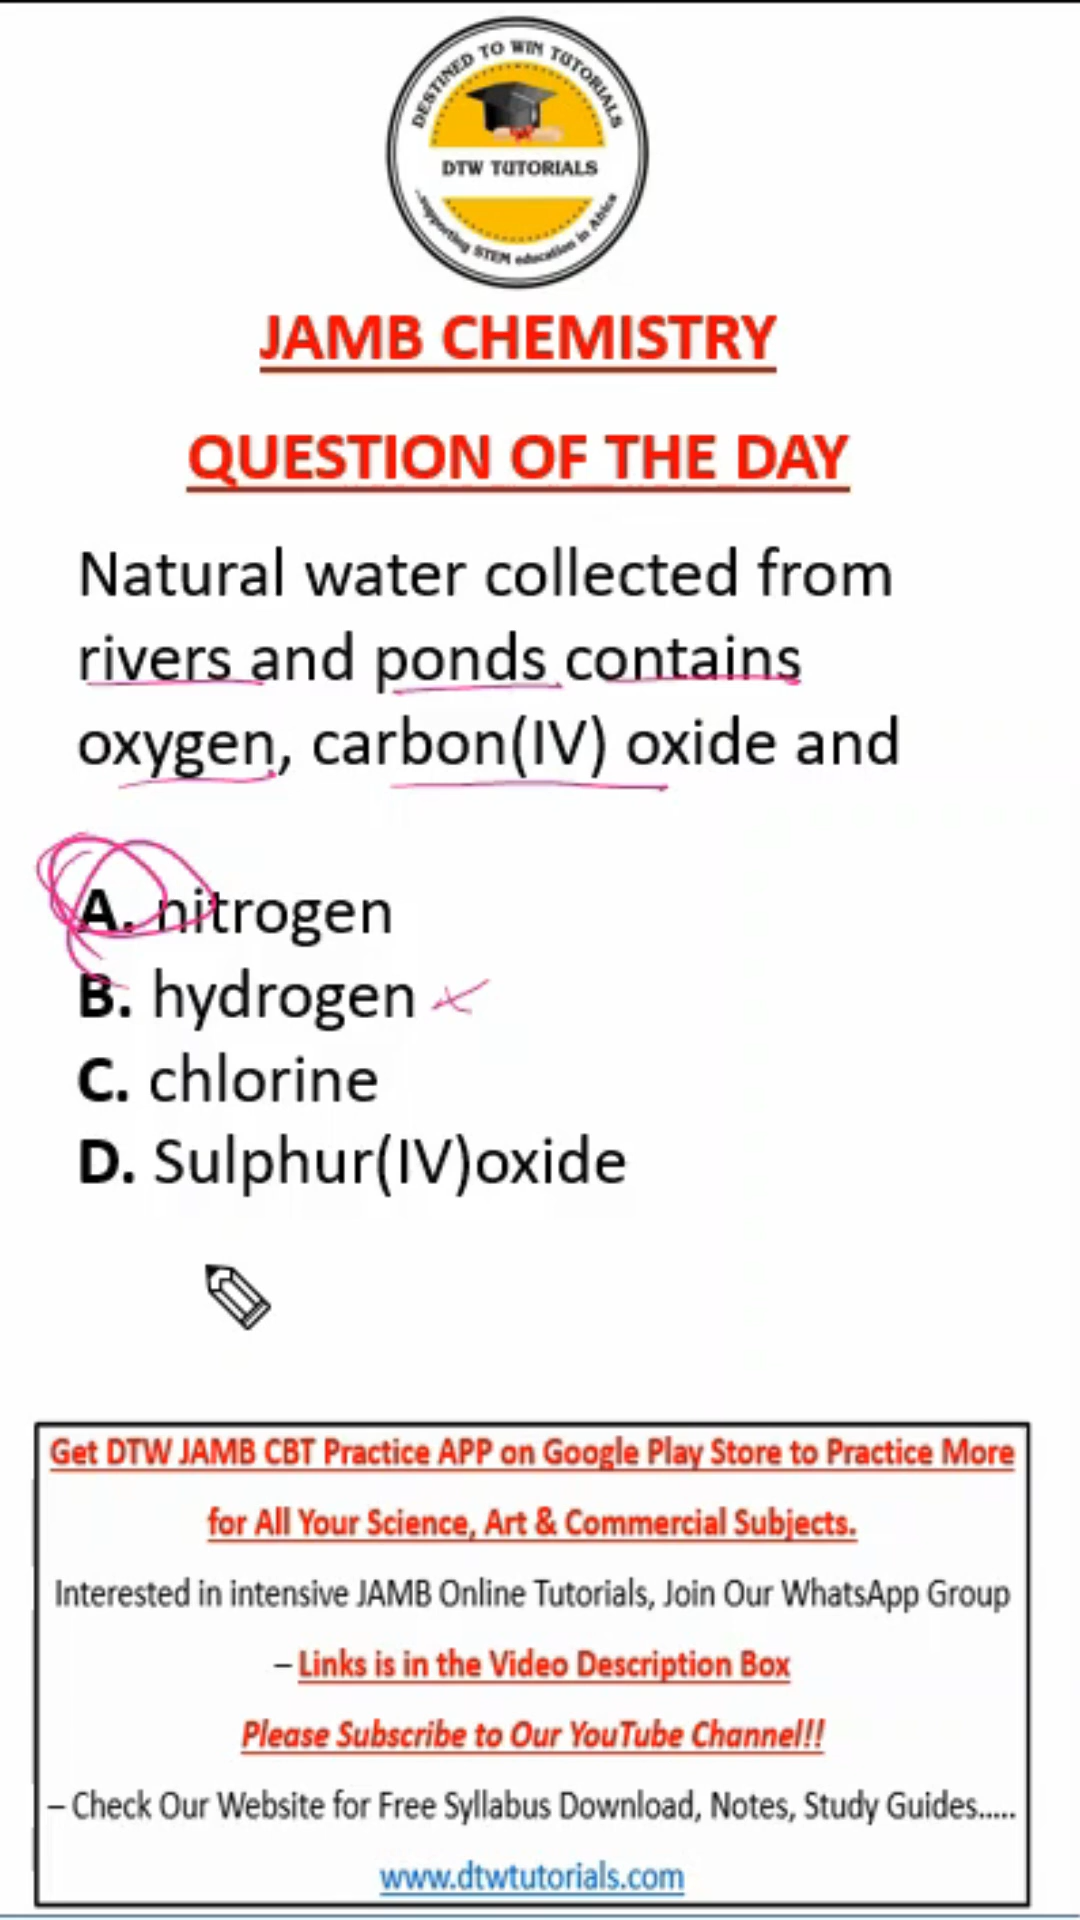 DESTINED TO WIN TUTORIALS
DTW TUTORIALS
...supporting STEM education in Africa
JAMB CHEMISTRY
QUESTION OF THE DAY
Natural water collected from
rivers and ponds contains
oxygen, carbon(IV) oxide and
A. nitrogen
B. hydrogen
C. chlorine
D. Sulphur(IV)oxide
Get DTW JAMB CBT Practice APP on Google Play Store to Practice More
for All Your Science, Art & Commercial Subjects.
Interested in intensive JAMB Online Tutorials, Join Our WhatsApp Group
– Links is in the Video Description Box
Please Subscribe to Our YouTube Channel!!
– Check Our Website for Free Syllabus Download, Notes, Study Guides.....
www.dtwtutorials.com